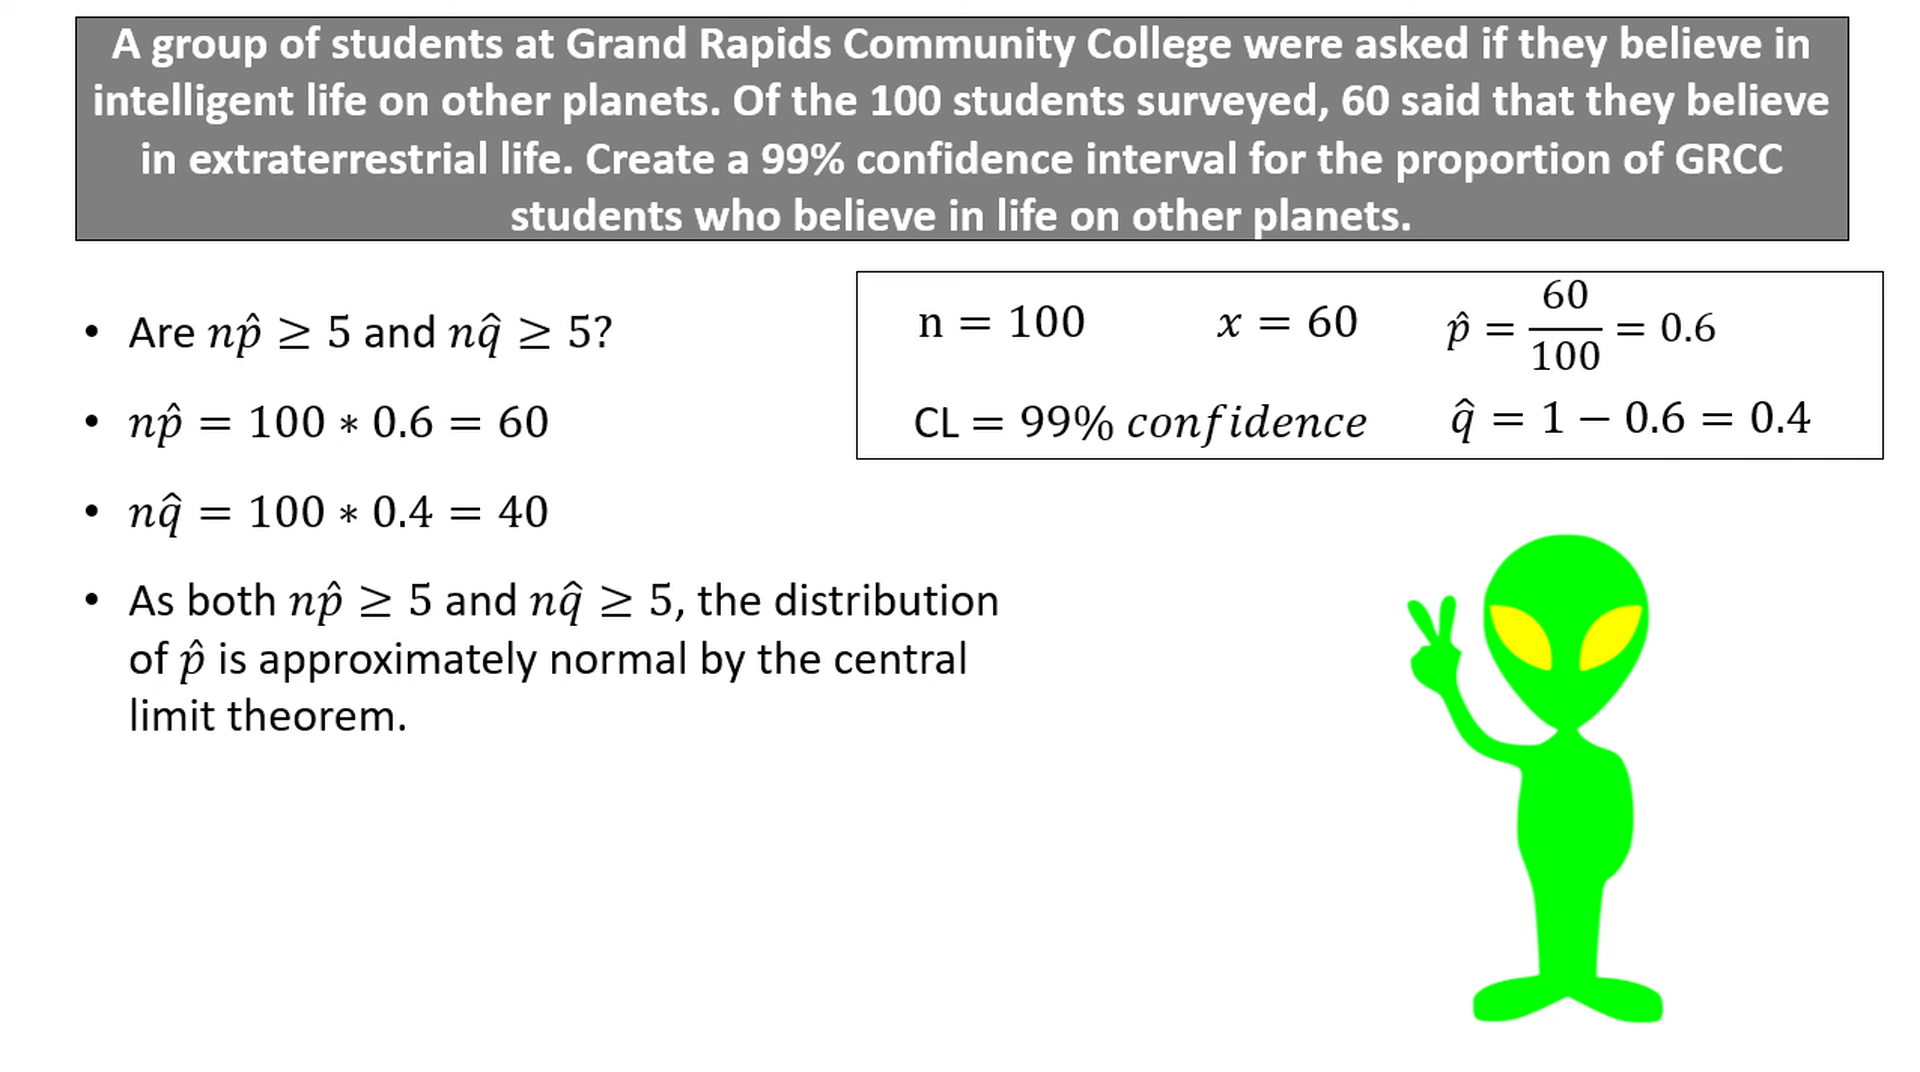 A group of students at Grand Rapids Community College were asked if they believe in
intelligent life on other planets. Of the 100 students surveyed, 60 said that they believe
in extraterrestrial life. Create a 99% confidence interval for the proportion of GRCC
students who believe in life on other planets.
• Are np̂ ≥ 5 and nq̂ ≥ 5?
• np̂ = 100 * 0.6 = 60
• nq̂ = 100 * 0.4 = 40
• As both np̂ ≥ 5 and nq̂ ≥ 5, the distribution
of p̂ is approximately normal by the central
limit theorem.
n = 100 x = 60 p̂ = 60/100 = 0.6
CL = 99% confidence q̂ = 1 − 0.6 = 0.4